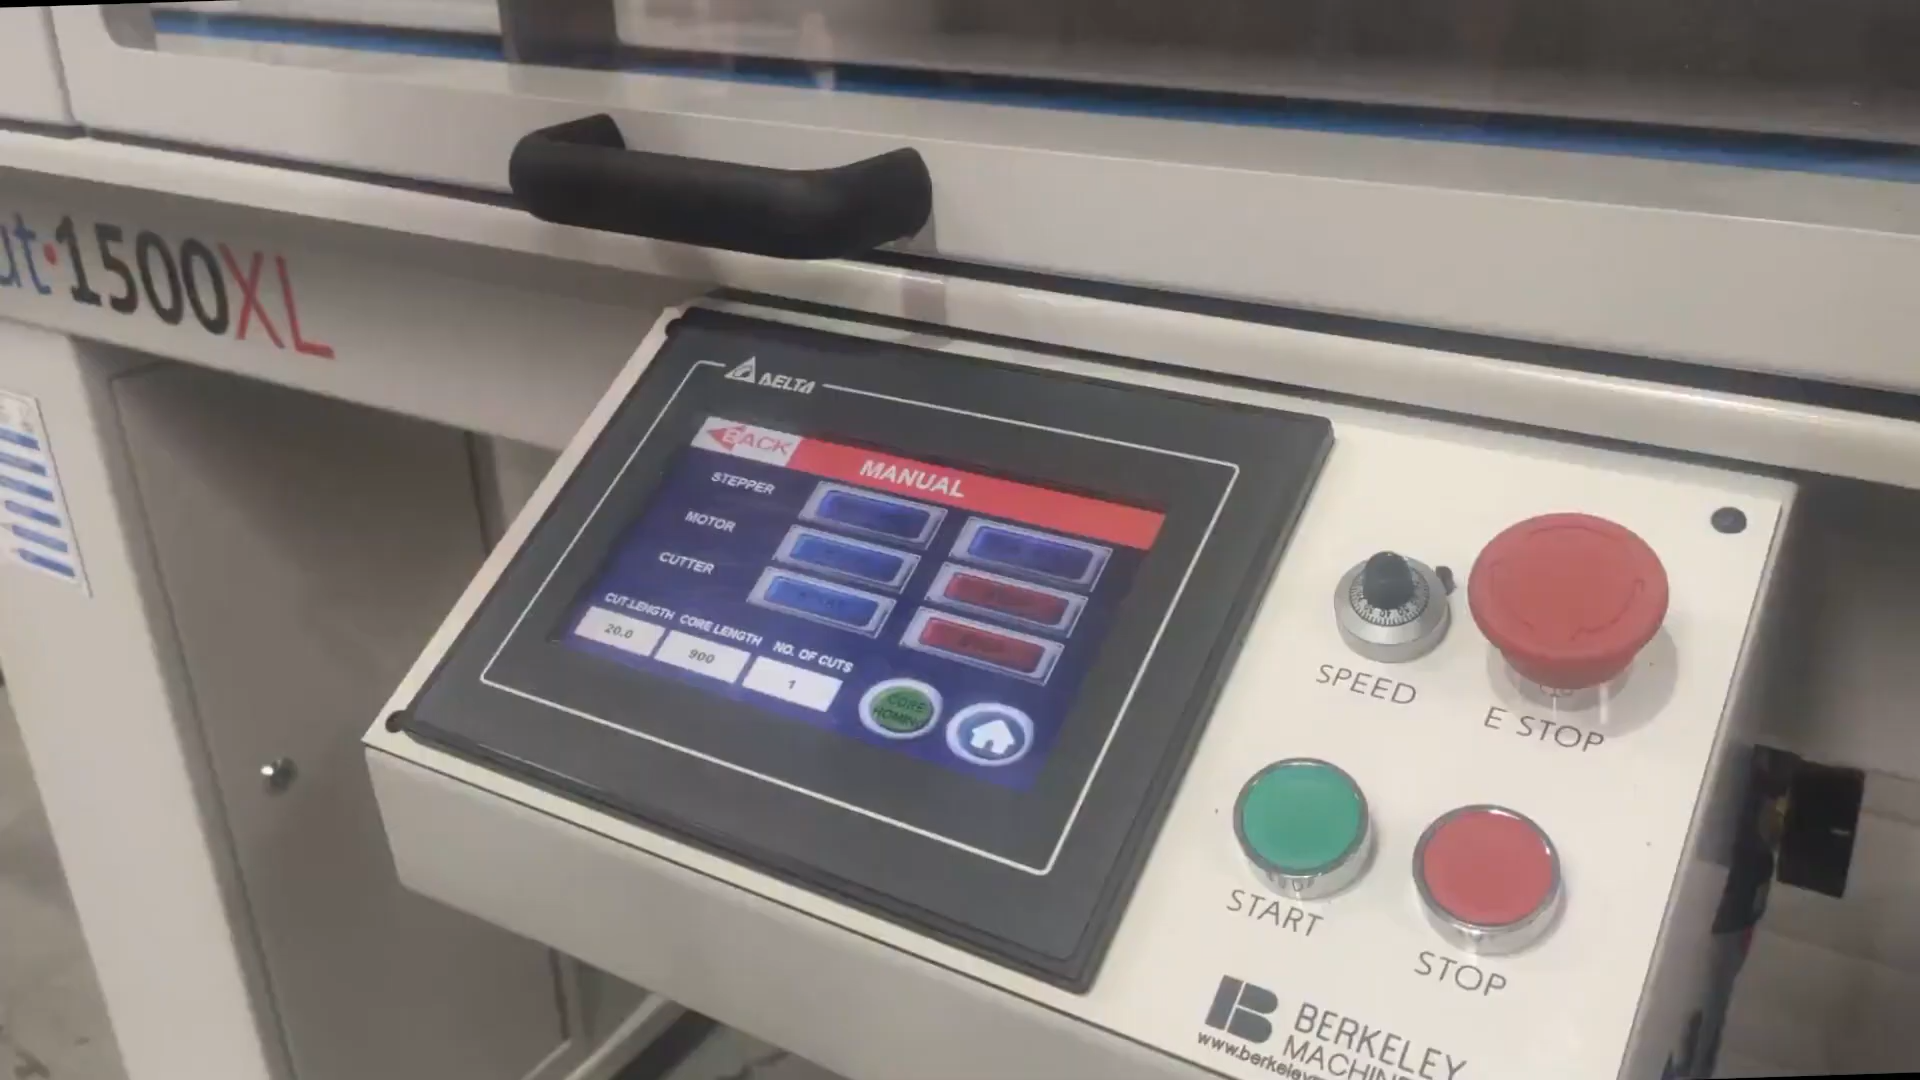 ut·1500XL
DELTA
BACK
MANUAL
STEPPER
MOTOR
CUTTER
CUT.LENGTH CORE LENGTH NO. OF CUTS
20.0 900 1
CORE
HOMING
SPEED
E STOP
START
STOP
BERKELEY
www.berkeley